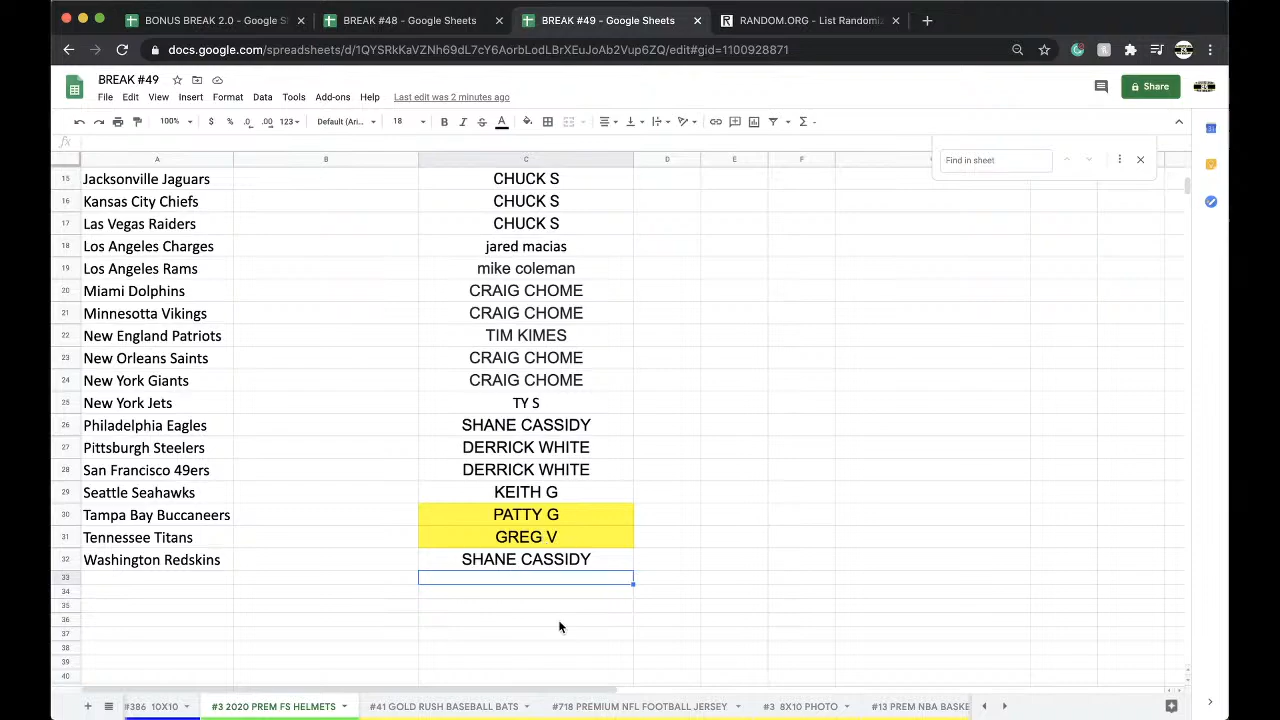 BONUS BREAK 2.0 - Google S
BREAK #48 - Google Sheets
BREAK #49 - Google Sheets
RANDOM.ORG - List Randomi
docs.google.com/spreadsheets/d/1QYSRkKaVZNh69dL7cY6AorbLodLBrXEuJoAb2Vup6ZQ/edit#gid=1100928871
BREAK #49
File Edit View Insert Format Data Tools Add-ons Help Last edit was 2 minutes ago
Share
100% $ % .0 .00 123 Default (Ari... 18 B I S A
fx
Find in sheet
A B C D E F
15 Jacksonville Jaguars CHUCK S
16 Kansas City Chiefs CHUCK S
17 Las Vegas Raiders CHUCK S
18 Los Angeles Charges jared macias
19 Los Angeles Rams mike coleman
20 Miami Dolphins CRAIG CHOME
21 Minnesotta Vikings CRAIG CHOME
22 New England Patriots TIM KIMES
23 New Orleans Saints CRAIG CHOME
24 New York Giants CRAIG CHOME
25 New York Jets TY S
26 Philadelphia Eagles SHANE CASSIDY
27 Pittsburgh Steelers DERRICK WHITE
28 San Francisco 49ers DERRICK WHITE
29 Seattle Seahawks KEITH G
30 Tampa Bay Buccaneers PATTY G
31 Tennessee Titans GREG V
32 Washington Redskins SHANE CASSIDY
33
34
35
36
37
38
39
40
#386 10X10 #3 2020 PREM FS HELMETS #41 GOLD RUSH BASEBALL BATS #718 PREMIUM NFL FOOTBALL JERSEY #3 8X10 PHOTO #13 PREM NBA BASKE